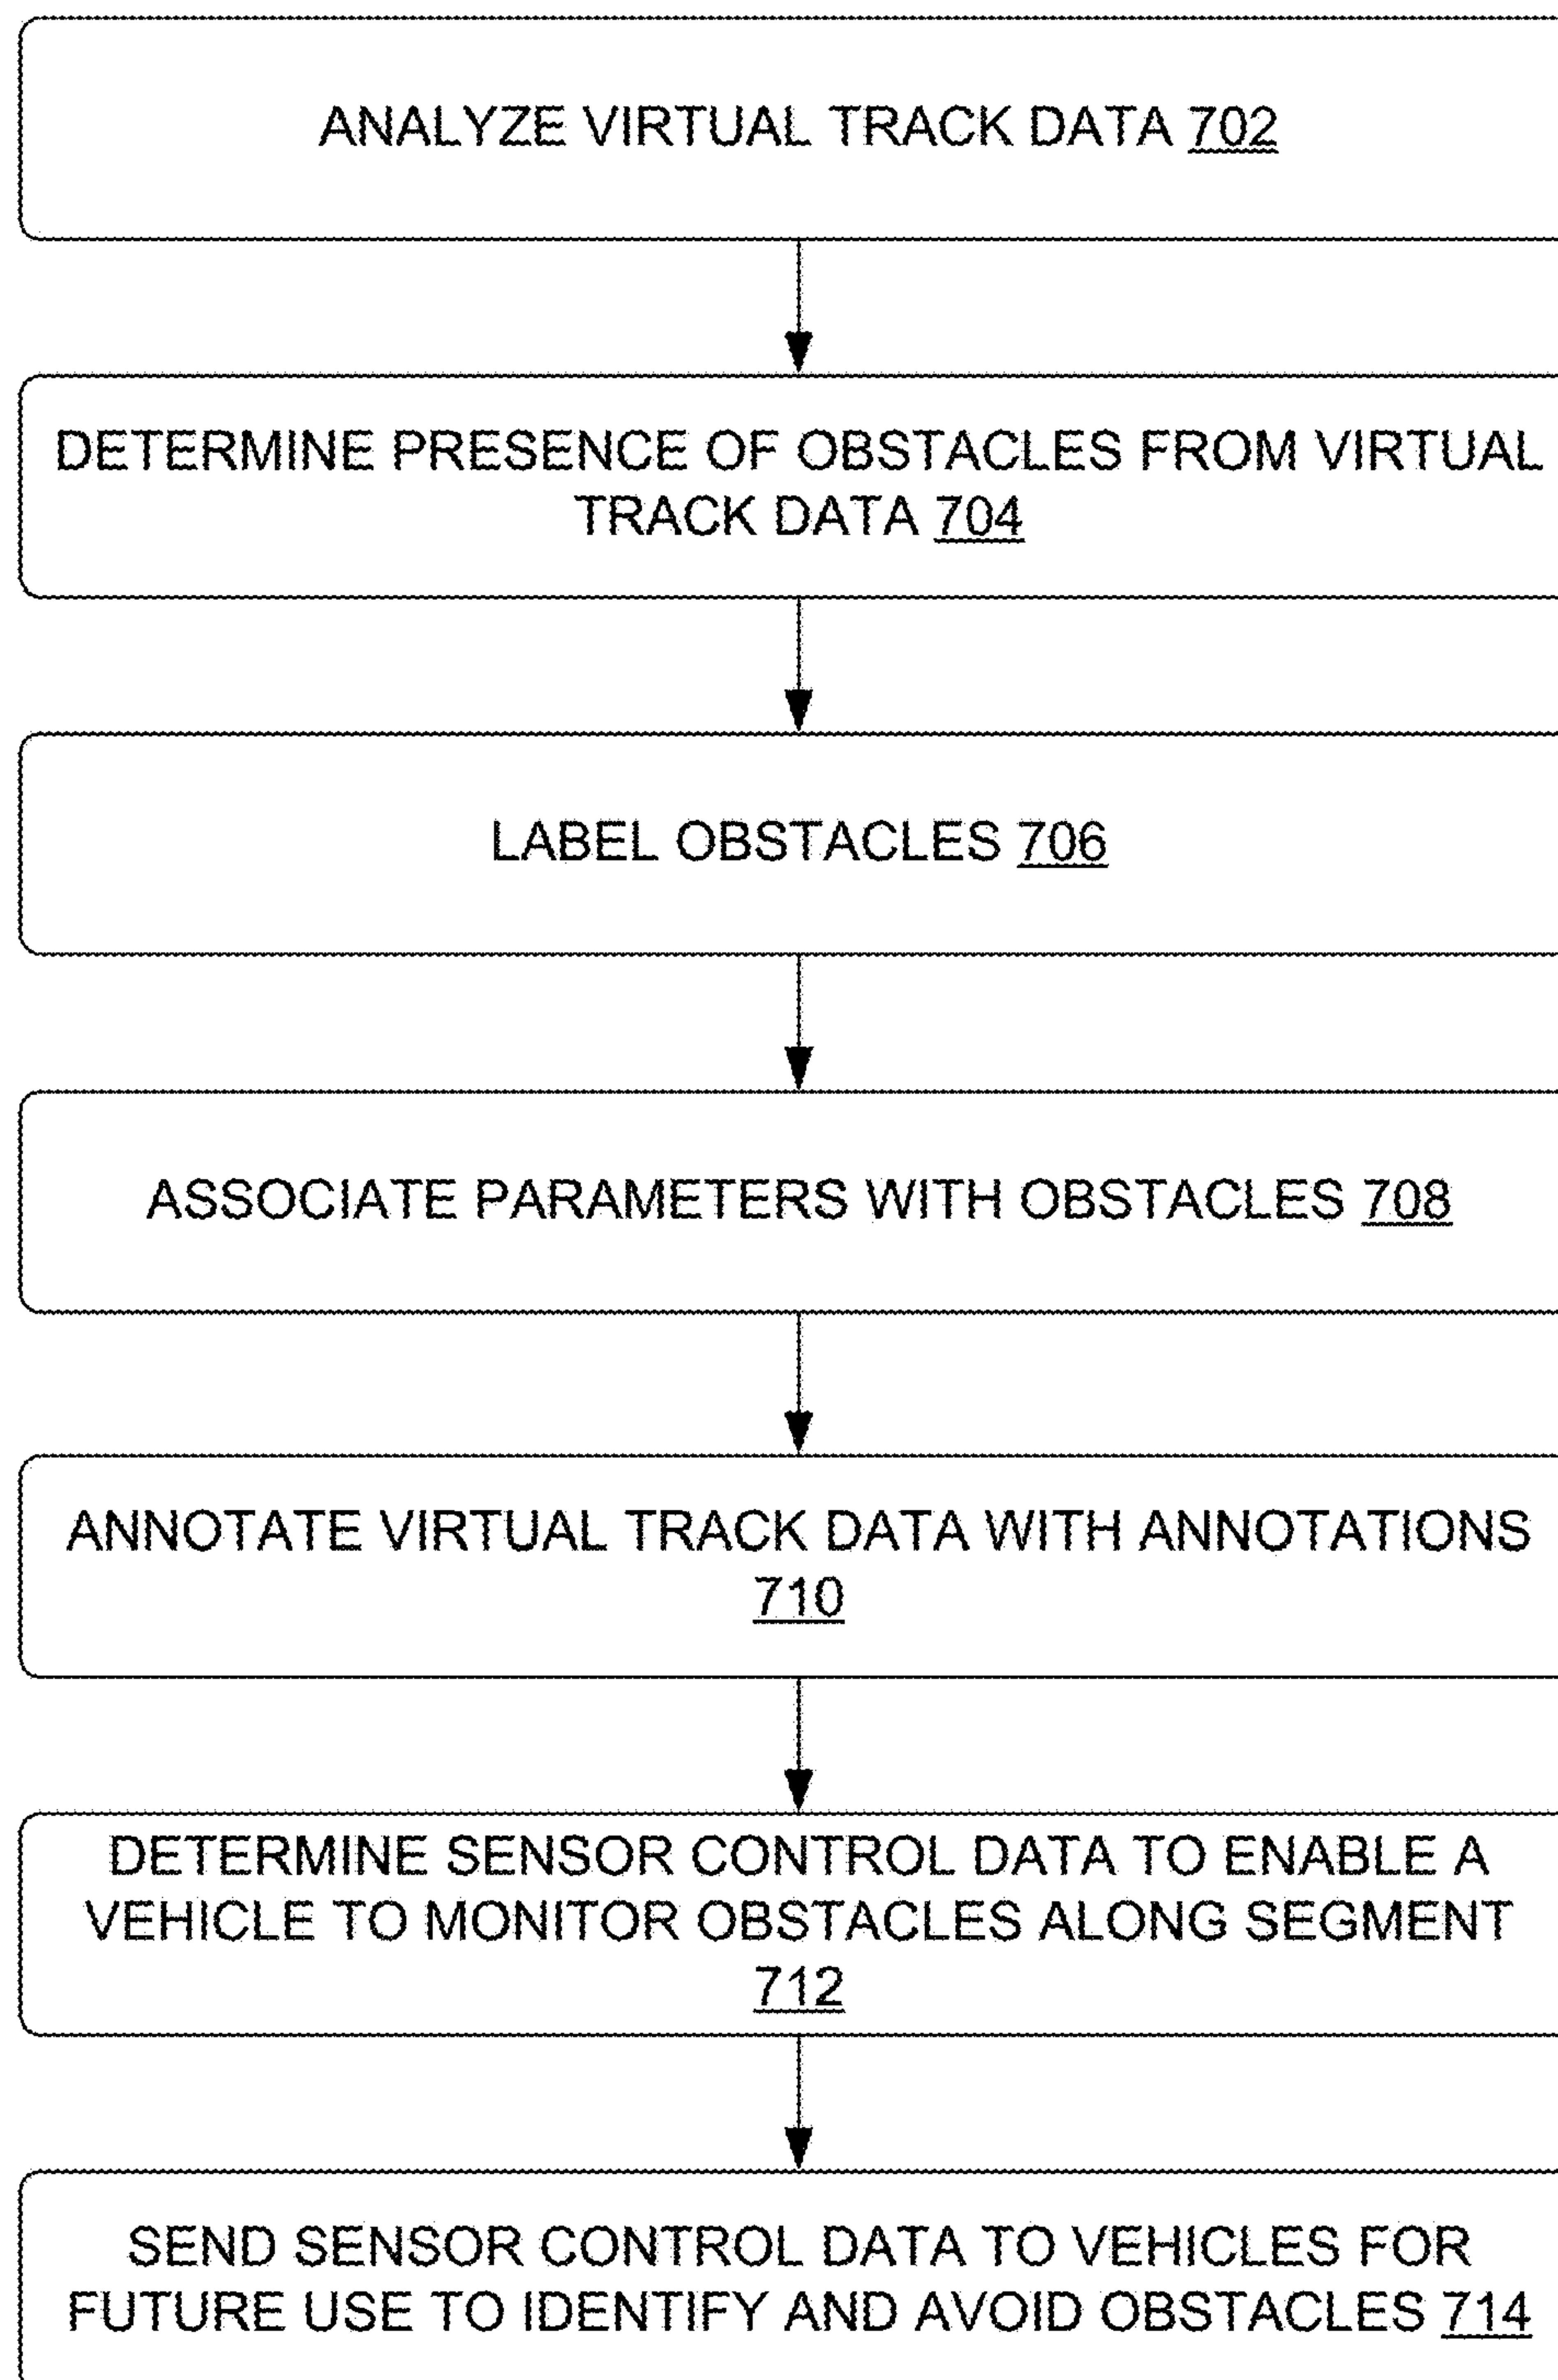 ANALYZE VIRTUAL TRACK DATA 702
DETERMINE PRESENCE OF OBSTACLES FROM VIRTUAL
TRACK DATA 704
LABEL OBSTACLES 706
ASSOCIATE PARAMETERS WITH OBSTACLES 708
ANNOTATE VIRTUAL TRACK DATA WITH ANNOTATIONS
710
DETERMINE SENSOR CONTROL DATA TO ENABLE A
VEHICLE TO MONITOR OBSTACLES ALONG SEGMENT
712
SEND SENSOR CONTROL DATA TO VEHICLES FOR
FUTURE USE TO IDENTIFY AND AVOID OBSTACLES 714